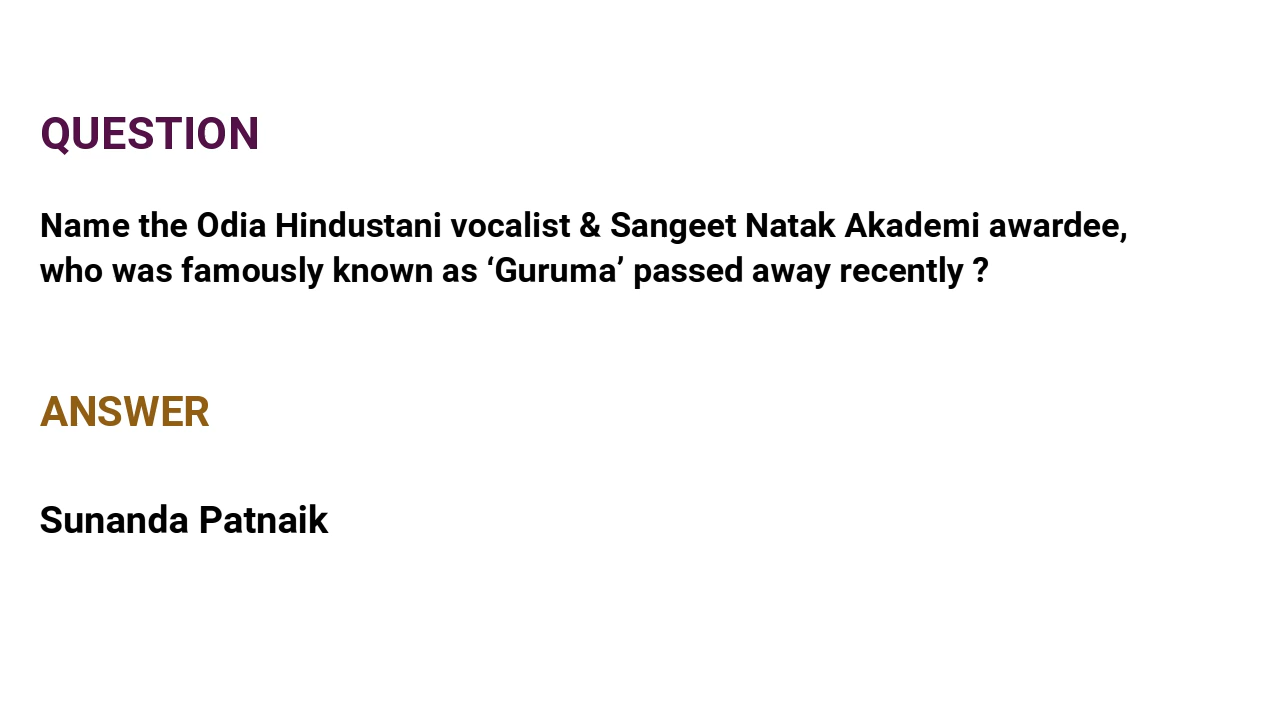 QUESTION
Name the Odia Hindustani vocalist & Sangeet Natak Akademi awardee,
who was famously known as ‘Guruma’ passed away recently ?
ANSWER
Sunanda Patnaik